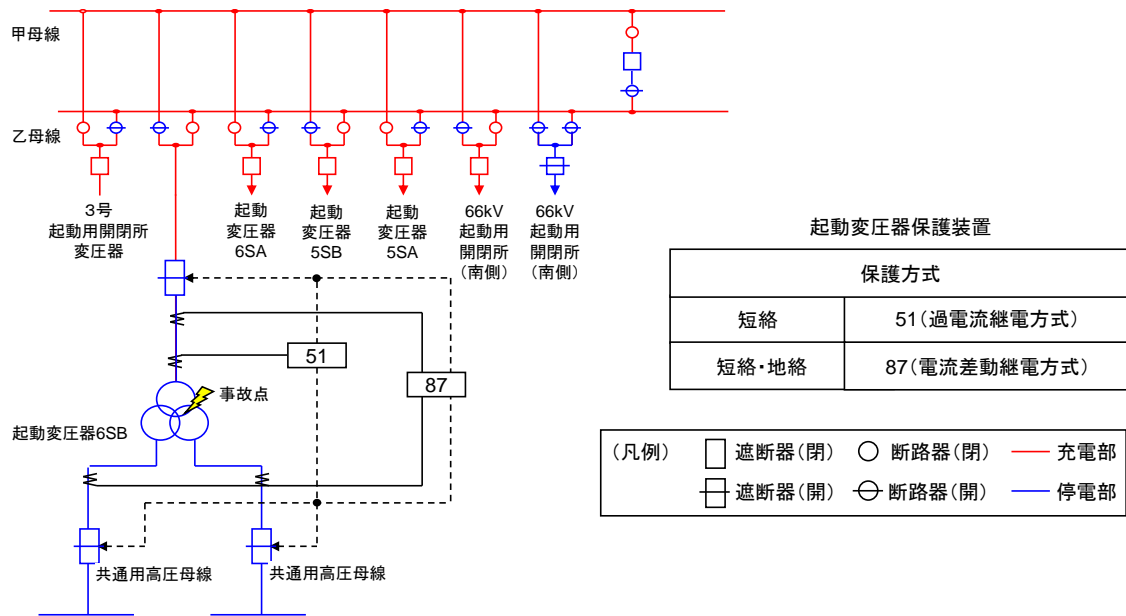 甲母線
乙母線
3号
起動用開閉所
変圧器
起動
変圧器
6SA
起動
変圧器
5SB
起動
変圧器
5SA
66kV
起動用
開閉所
(南側)
66kV
起動用
開閉所
(南側)
51
87
事故点
起動変圧器6SB
共通用高圧母線
共通用高圧母線
起動変圧器保護装置
保護方式
短絡 51(過電流継電方式)
短絡・地絡 87(電流差動継電方式)
(凡例) 遮断器(閉) 断路器(閉) 充電部
遮断器(開) 断路器(開) 停電部